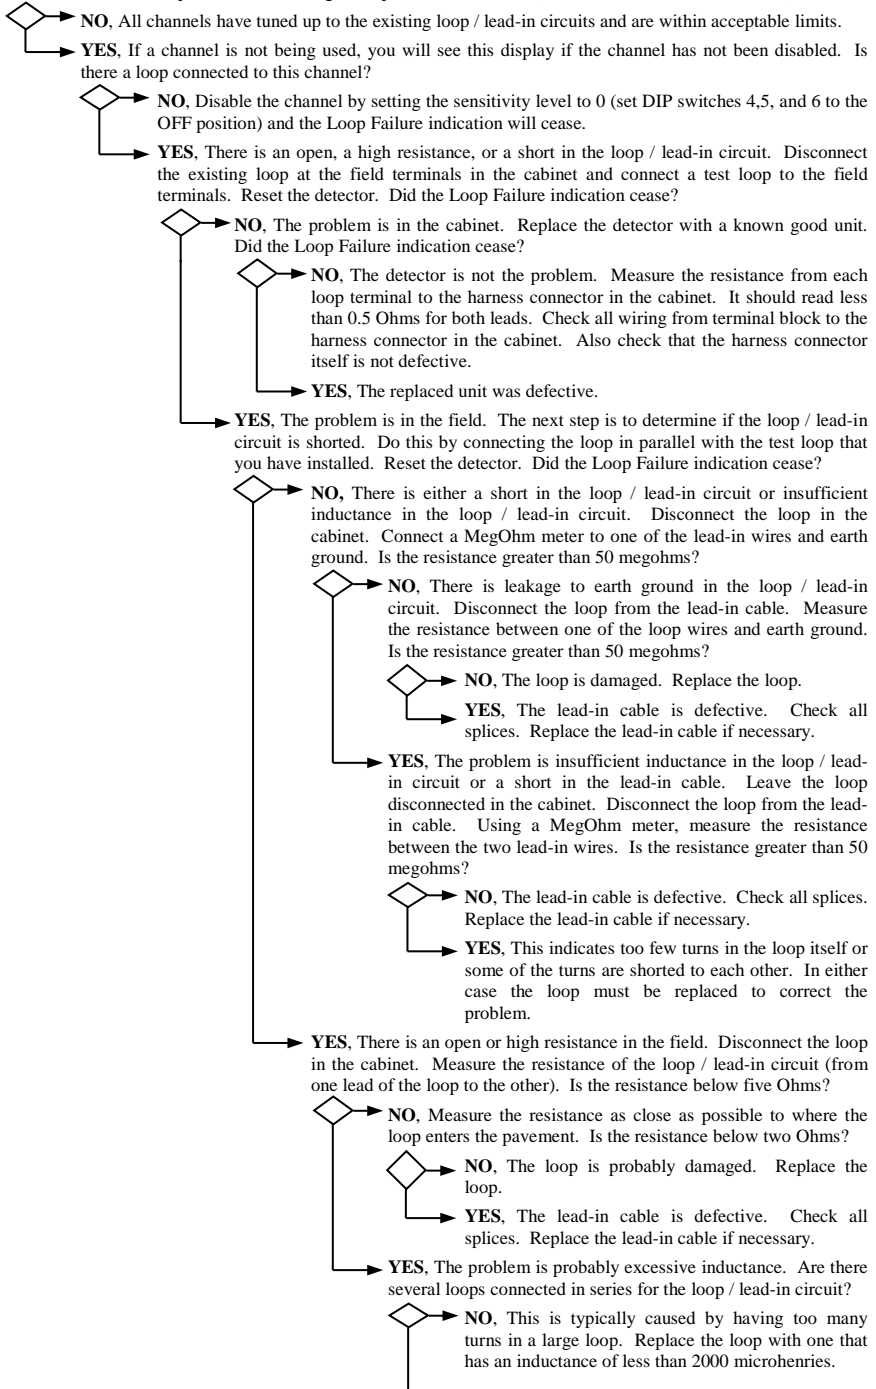 NO, All channels have tuned up to the existing loop / lead-in circuits and are within acceptable limits.
YES, If a channel is not being used, you will see this display if the channel has not been disabled. Is
there a loop connected to this channel?
NO, Disable the channel by setting the sensitivity level to 0 (set DIP switches 4,5, and 6 to the
OFF position) and the Loop Failure indication will cease.
YES, There is an open, a high resistance, or a short in the loop / lead-in circuit. Disconnect
the existing loop at the field terminals in the cabinet and connect a test loop to the field
terminals. Reset the detector. Did the Loop Failure indication cease?
NO, The problem is in the cabinet. Replace the detector with a known good unit.
Did the Loop Failure indication cease?
NO, The detector is not the problem. Measure the resistance from each
loop terminal to the harness connector in the cabinet. It should read less
than 0.5 Ohms for both leads. Check all wiring from terminal block to the
harness connector in the cabinet. Also check that the harness connector
itself is not defective.
YES, The replaced unit was defective.
YES, The problem is in the field. The next step is to determine if the loop / lead-in
circuit is shorted. Do this by connecting the loop in parallel with the test loop that
you have installed. Reset the detector. Did the Loop Failure indication cease?
NO, There is either a short in the loop / lead-in circuit or insufficient
inductance in the loop / lead-in circuit. Disconnect the loop in the
cabinet. Connect a MegOhm meter to one of the lead-in wires and earth
ground. Is the resistance greater than 50 megohms?
NO, There is leakage to earth ground in the loop / lead-in
circuit. Disconnect the loop from the lead-in cable. Measure
the resistance between one of the loop wires and earth ground.
Is the resistance greater than 50 megohms?
NO, The loop is damaged. Replace the loop.
YES, The lead-in cable is defective. Check all
splices. Replace the lead-in cable if necessary.
YES, The problem is insufficient inductance in the loop / lead-
in circuit or a short in the lead-in cable. Leave the loop
disconnected in the cabinet. Disconnect the loop from the lead-
in cable. Using a MegOhm meter, measure the resistance
between the two lead-in wires. Is the resistance greater than 50
megohms?
NO, The lead-in cable is defective. Check all splices.
Replace the lead-in cable if necessary.
YES, This indicates too few turns in the loop itself or
some of the turns are shorted to each other. In either
case the loop must be replaced to correct the
problem.
YES, There is an open or high resistance in the field. Disconnect the loop
in the cabinet. Measure the resistance of the loop / lead-in circuit (from
one lead of the loop to the other). Is the resistance below five Ohms?
NO, Measure the resistance as close as possible to where the
loop enters the pavement. Is the resistance below two Ohms?
NO, The loop is probably damaged. Replace the
loop.
YES, The lead-in cable is defective. Check all
splices. Replace the lead-in cable if necessary.
YES, The problem is probably excessive inductance. Are there
several loops connected in series for the loop / lead-in circuit?
NO, This is typically caused by having too many
turns in a large loop. Replace the loop with one that
has an inductance of less than 2000 microhenries.